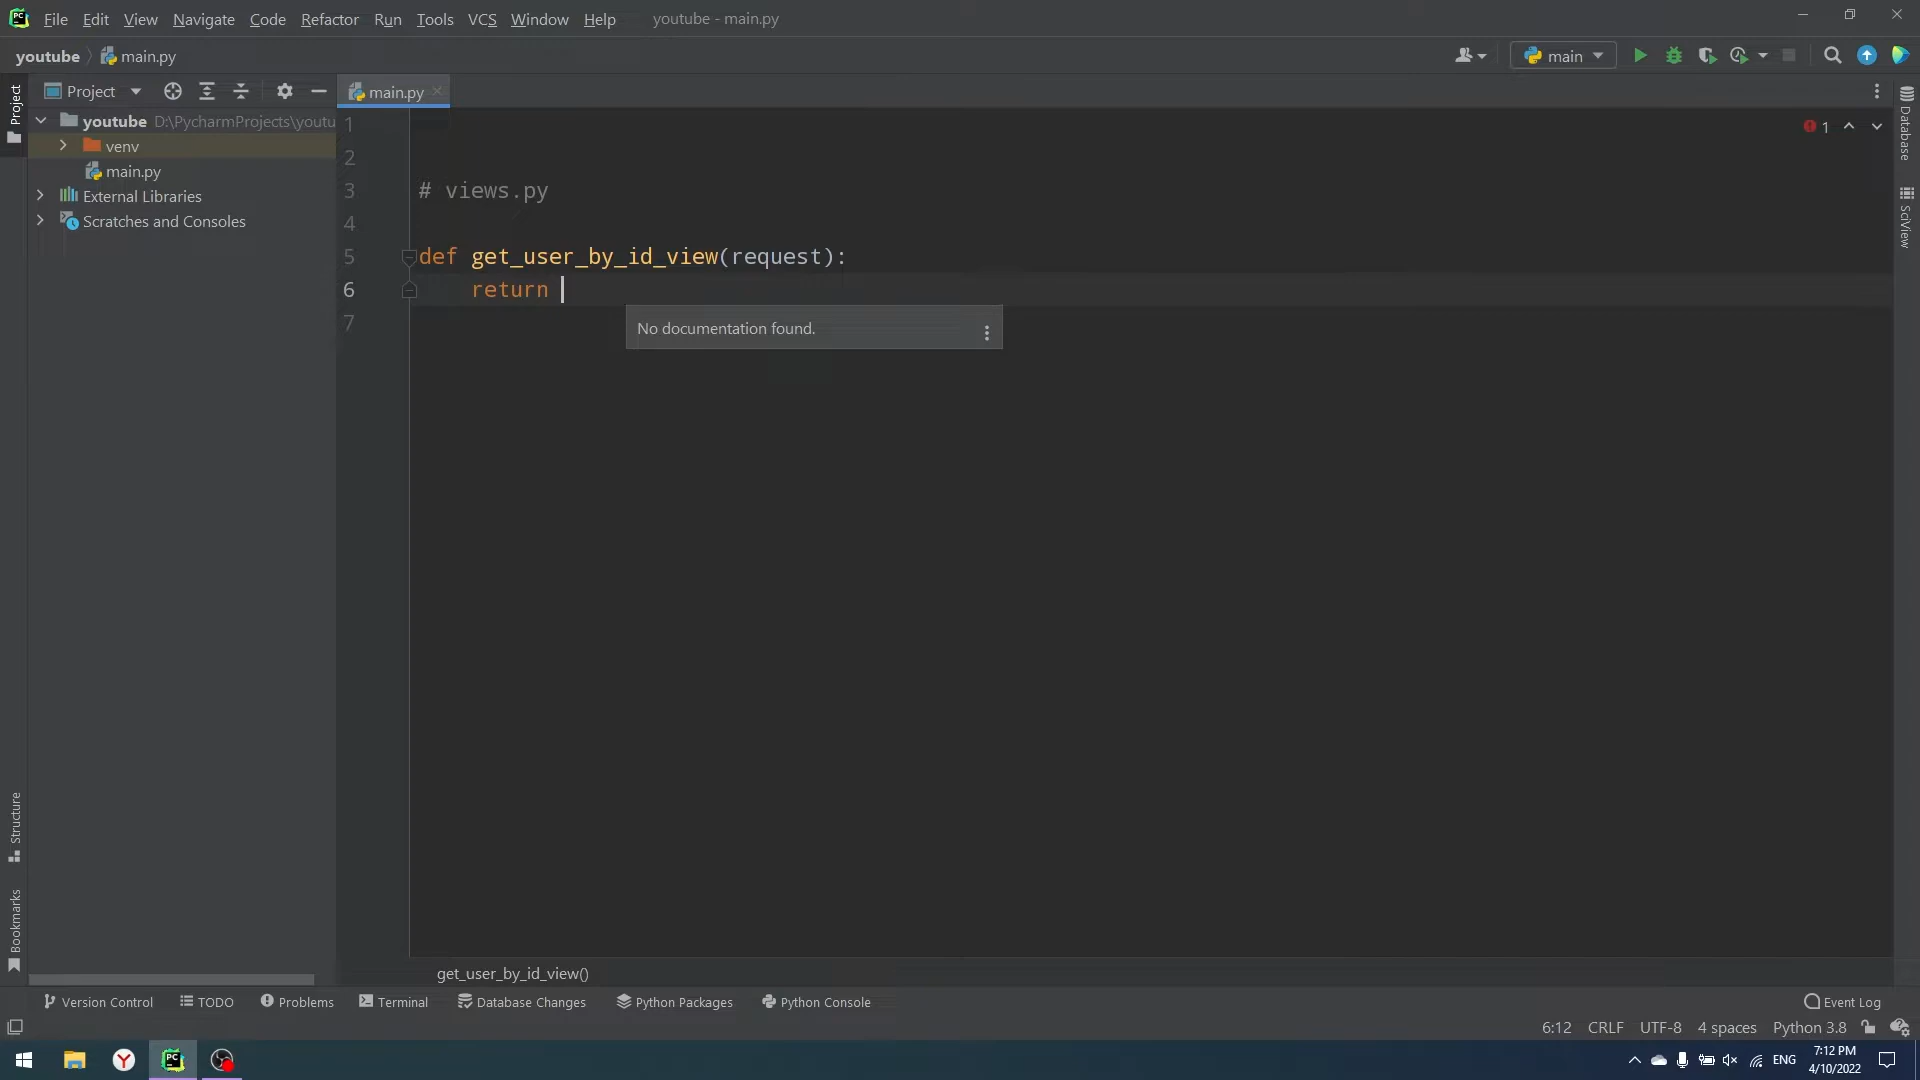 File Edit View Navigate Code Refactor Run Tools VCS Window Help youtube - main.py
youtube main.py main
Project main.py
Project
youtube D:\PycharmProjects\youtu
venv
main.py
External Libraries
Scratches and Consoles
1
2
3 # views.py
4
5 def get_user_by_id_view(request):
6 return
7
No documentation found.
1
Database
SciView
Structure
Bookmarks
get_user_by_id_view()
Version Control TODO Problems Terminal Database Changes Python Packages Python Console Event Log
6:12 CRLF UTF-8 4 spaces Python 3.8
ENG 7:12 PM
4/10/2022